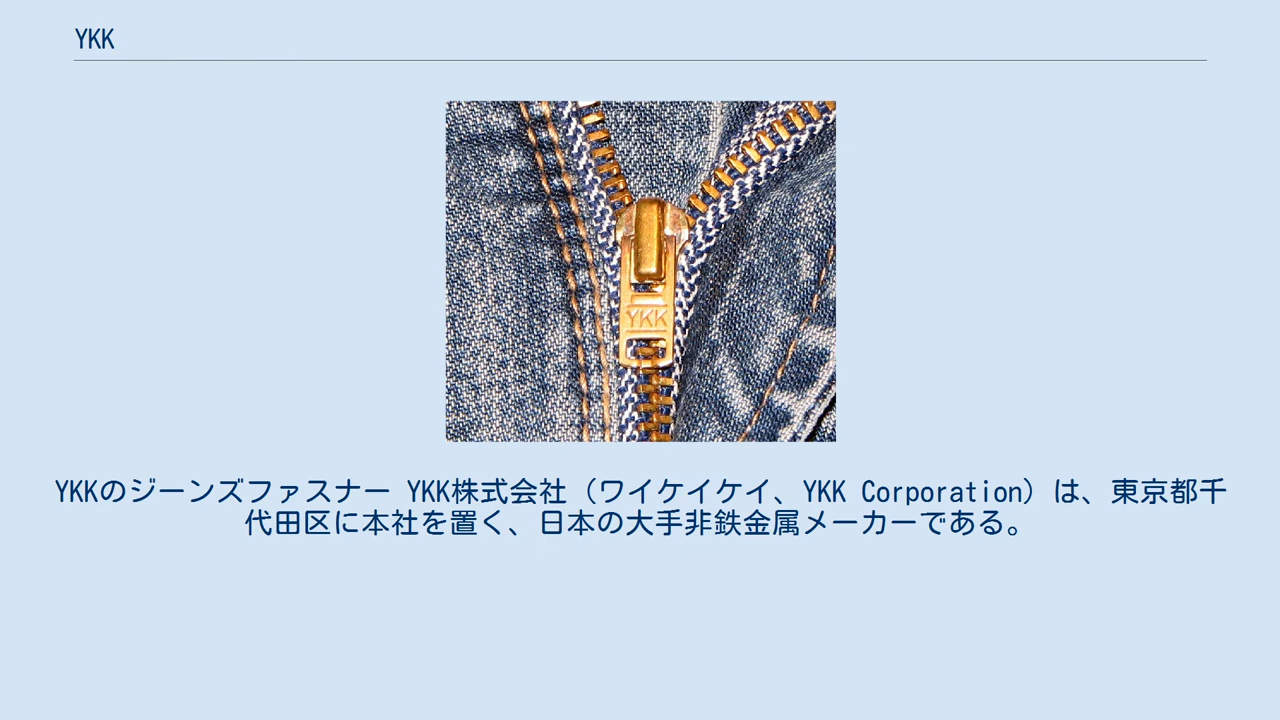 YKK
YKK
YKKのジーンズファスナー YKK株式会社（ワイケイケイ、YKK Corporation）は、東京都千
代田区に本社を置く、日本の大手非鉄金属メーカーである。